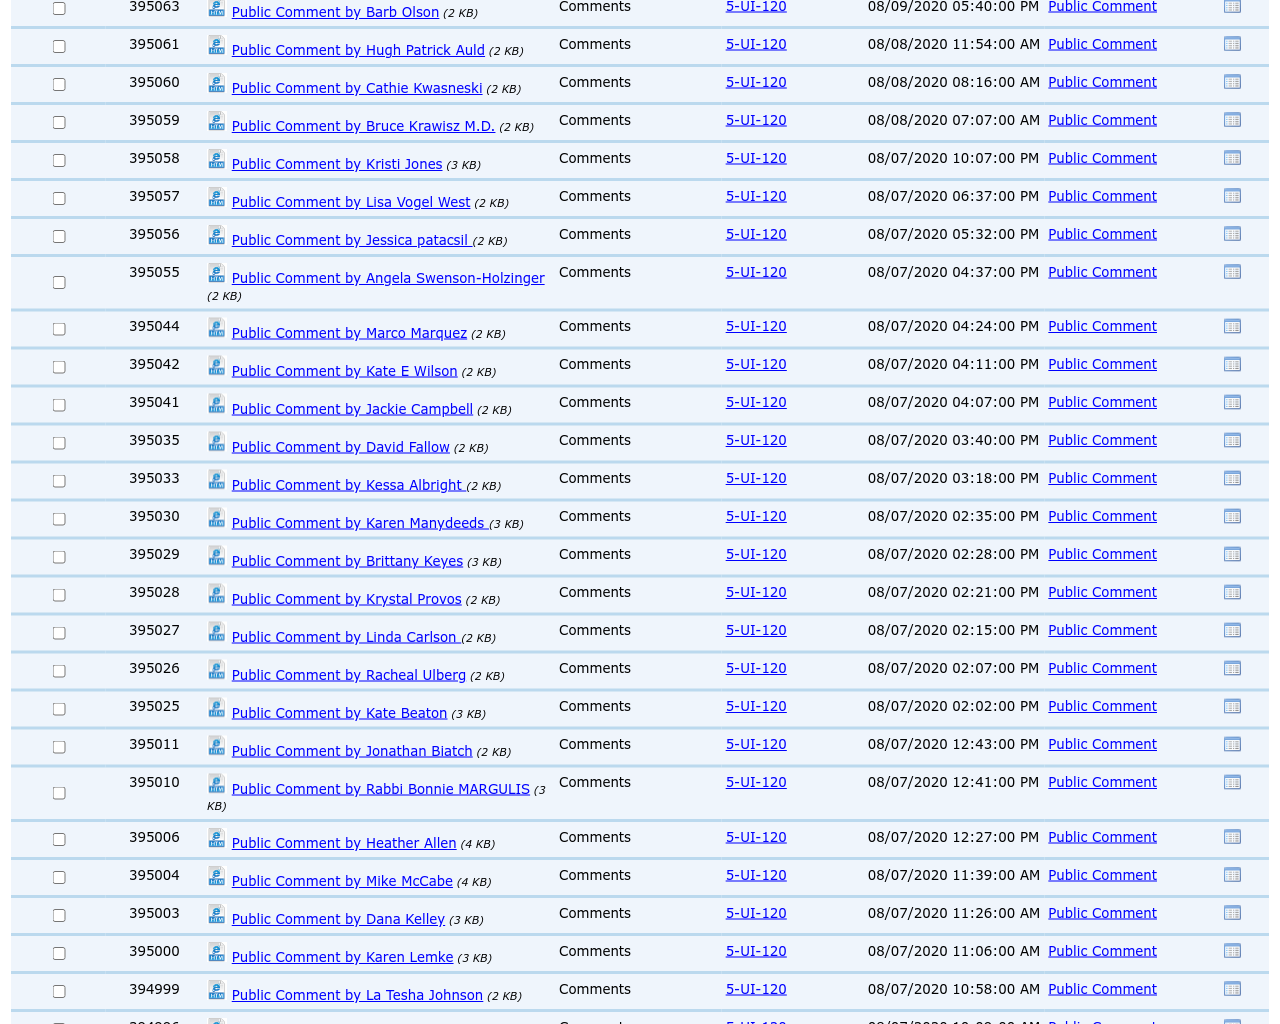 395063 Public Comment by Barb Olson (2 KB) Comments 5-UI-120 08/09/2020 05:40:00 PM Public Comment
395061 Public Comment by Hugh Patrick Auld (2 KB) Comments 5-UI-120 08/08/2020 11:54:00 AM Public Comment
395060 Public Comment by Cathie Kwasneski (2 KB) Comments 5-UI-120 08/08/2020 08:16:00 AM Public Comment
395059 Public Comment by Bruce Krawisz M.D. (2 KB) Comments 5-UI-120 08/08/2020 07:07:00 AM Public Comment
395058 Public Comment by Kristi Jones (3 KB) Comments 5-UI-120 08/07/2020 10:07:00 PM Public Comment
395057 Public Comment by Lisa Vogel West (2 KB) Comments 5-UI-120 08/07/2020 06:37:00 PM Public Comment
395056 Public Comment by Jessica patacsil (2 KB) Comments 5-UI-120 08/07/2020 05:32:00 PM Public Comment
395055 Public Comment by Angela Swenson-Holzinger Comments 5-UI-120 08/07/2020 04:37:00 PM Public Comment
(2 KB)
395044 Public Comment by Marco Marquez (2 KB) Comments 5-UI-120 08/07/2020 04:24:00 PM Public Comment
395042 Public Comment by Kate E Wilson (2 KB) Comments 5-UI-120 08/07/2020 04:11:00 PM Public Comment
395041 Public Comment by Jackie Campbell (2 KB) Comments 5-UI-120 08/07/2020 04:07:00 PM Public Comment
395035 Public Comment by David Fallow (2 KB) Comments 5-UI-120 08/07/2020 03:40:00 PM Public Comment
395033 Public Comment by Kessa Albright (2 KB) Comments 5-UI-120 08/07/2020 03:18:00 PM Public Comment
395030 Public Comment by Karen Manydeeds (3 KB) Comments 5-UI-120 08/07/2020 02:35:00 PM Public Comment
395029 Public Comment by Brittany Keyes (3 KB) Comments 5-UI-120 08/07/2020 02:28:00 PM Public Comment
395028 Public Comment by Krystal Provos (2 KB) Comments 5-UI-120 08/07/2020 02:21:00 PM Public Comment
395027 Public Comment by Linda Carlson (2 KB) Comments 5-UI-120 08/07/2020 02:15:00 PM Public Comment
395026 Public Comment by Racheal Ulberg (2 KB) Comments 5-UI-120 08/07/2020 02:07:00 PM Public Comment
395025 Public Comment by Kate Beaton (3 KB) Comments 5-UI-120 08/07/2020 02:02:00 PM Public Comment
395011 Public Comment by Jonathan Biatch (2 KB) Comments 5-UI-120 08/07/2020 12:43:00 PM Public Comment
395010 Public Comment by Rabbi Bonnie MARGULIS (3 Comments 5-UI-120 08/07/2020 12:41:00 PM Public Comment
KB)
395006 Public Comment by Heather Allen (4 KB) Comments 5-UI-120 08/07/2020 12:27:00 PM Public Comment
395004 Public Comment by Mike McCabe (4 KB) Comments 5-UI-120 08/07/2020 11:39:00 AM Public Comment
395003 Public Comment by Dana Kelley (3 KB) Comments 5-UI-120 08/07/2020 11:26:00 AM Public Comment
395000 Public Comment by Karen Lemke (3 KB) Comments 5-UI-120 08/07/2020 11:06:00 AM Public Comment
394999 Public Comment by La Tesha Johnson (2 KB) Comments 5-UI-120 08/07/2020 10:58:00 AM Public Comment